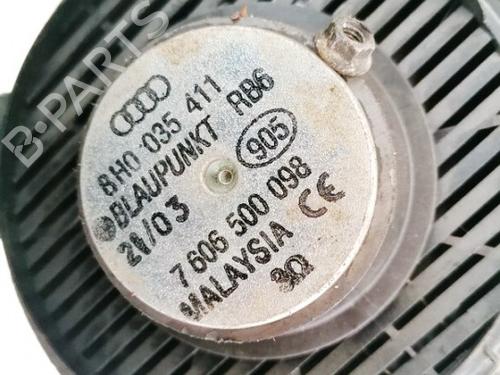 8H0 035 411
BLAUPUNKT RB6
21/03
905
7 606 500 098
MALAYSIA CE
3Ω
B-PARTS